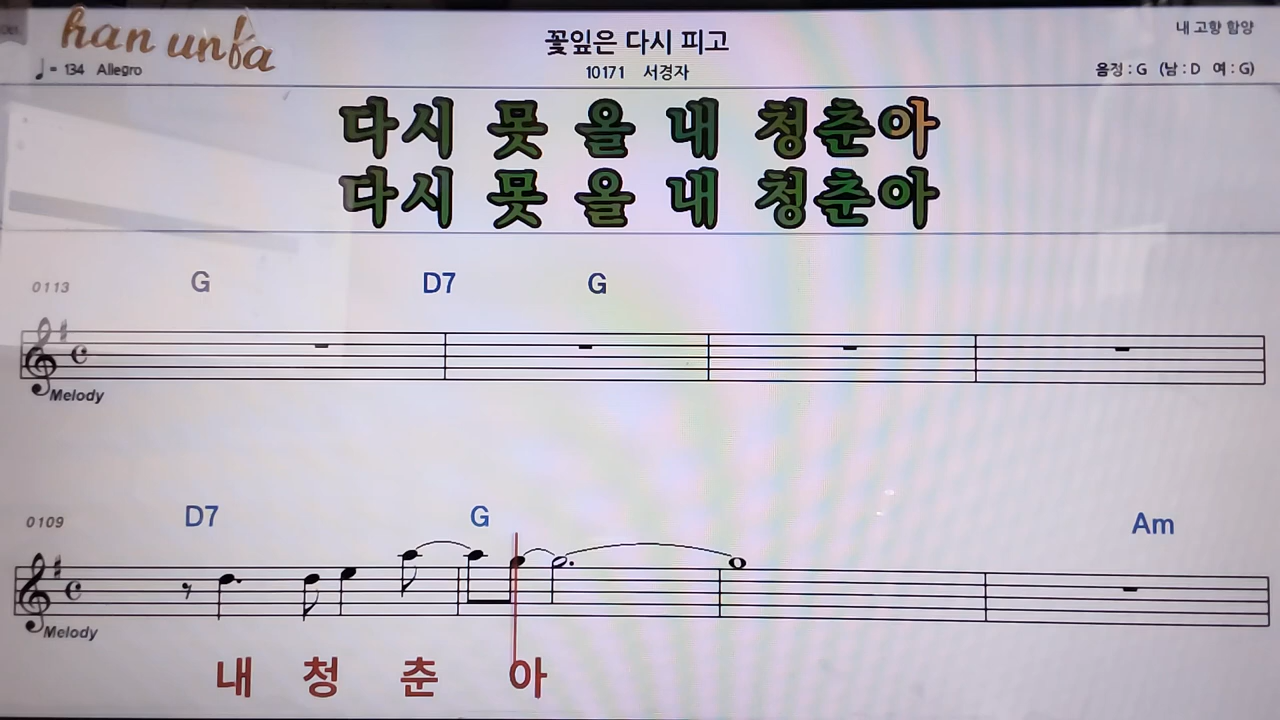 han unba
꽃잎은 다시 피고
내 고향 함양
♩= 134 Allegro
10171 서경자
음정 : G (남 : D 여 : G)
다시 못 올 내 청춘아
다시 못 올 내 청춘아
0113 G D7 G
Melody
0109 D7 G Am
Melody
내 청 춘 아